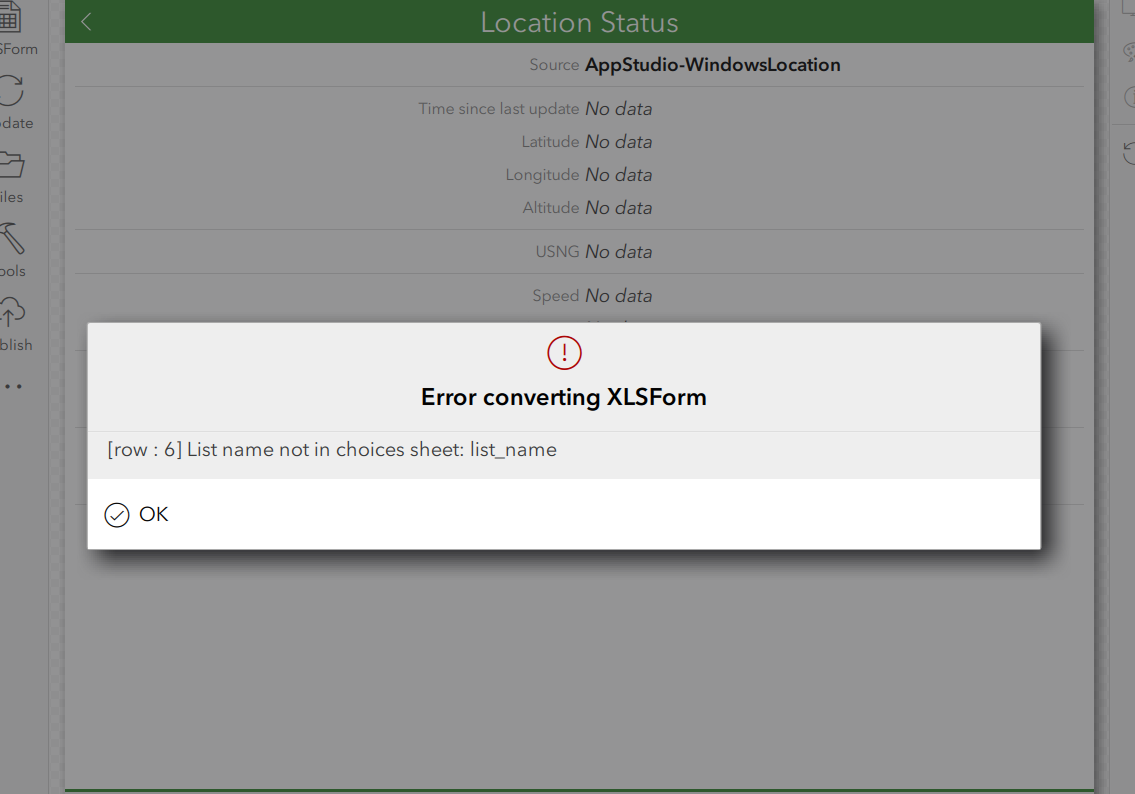 Location Status
SForm
Source AppStudio-WindowsLocation
Time since last update No data
date
Latitude No data
Longitude No data
iles
Altitude No data
USNG No data
ools
Speed No data
blish
Error converting XLSForm
[row : 6] List name not in choices sheet: list_name
OK